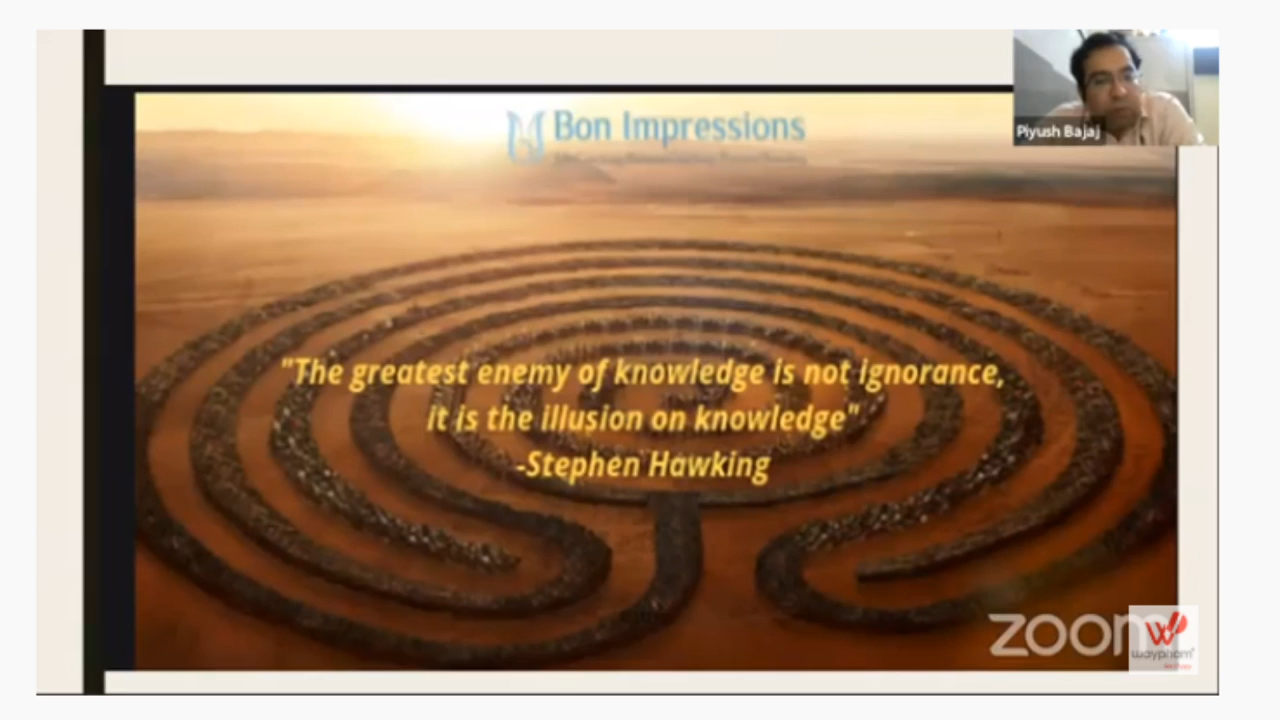 Bon Impressions
Piyush Bajaj
"The greatest enemy of knowledge is not ignorance,
it is the illusion on knowledge"
-Stephen Hawking
zoom